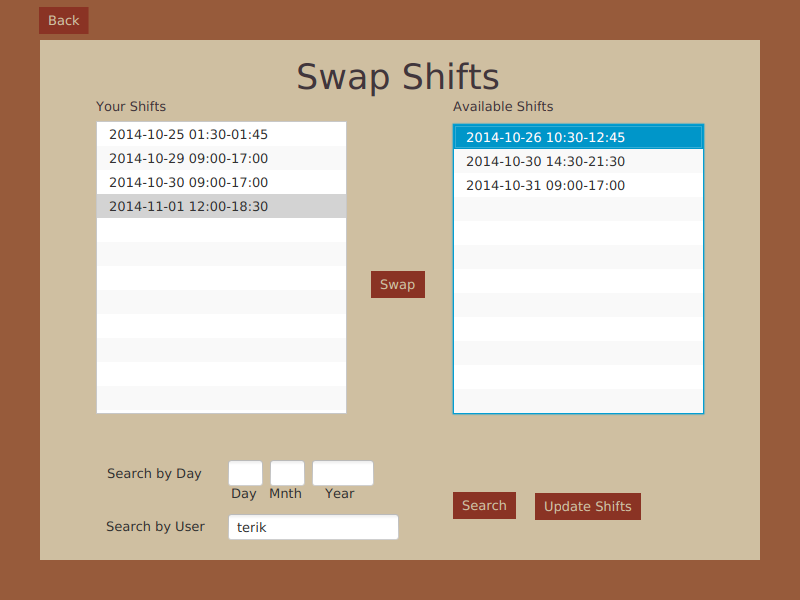 Back
Swap Shifts
Your Shifts
Available Shifts
2014-10-25 01:30-01:45
2014-10-29 09:00-17:00
2014-10-30 09:00-17:00
2014-11-01 12:00-18:30
2014-10-26 10:30-12:45
2014-10-30 14:30-21:30
2014-10-31 09:00-17:00
Swap
Search by Day
Day Mnth Year
Search by User terik
Search
Update Shifts